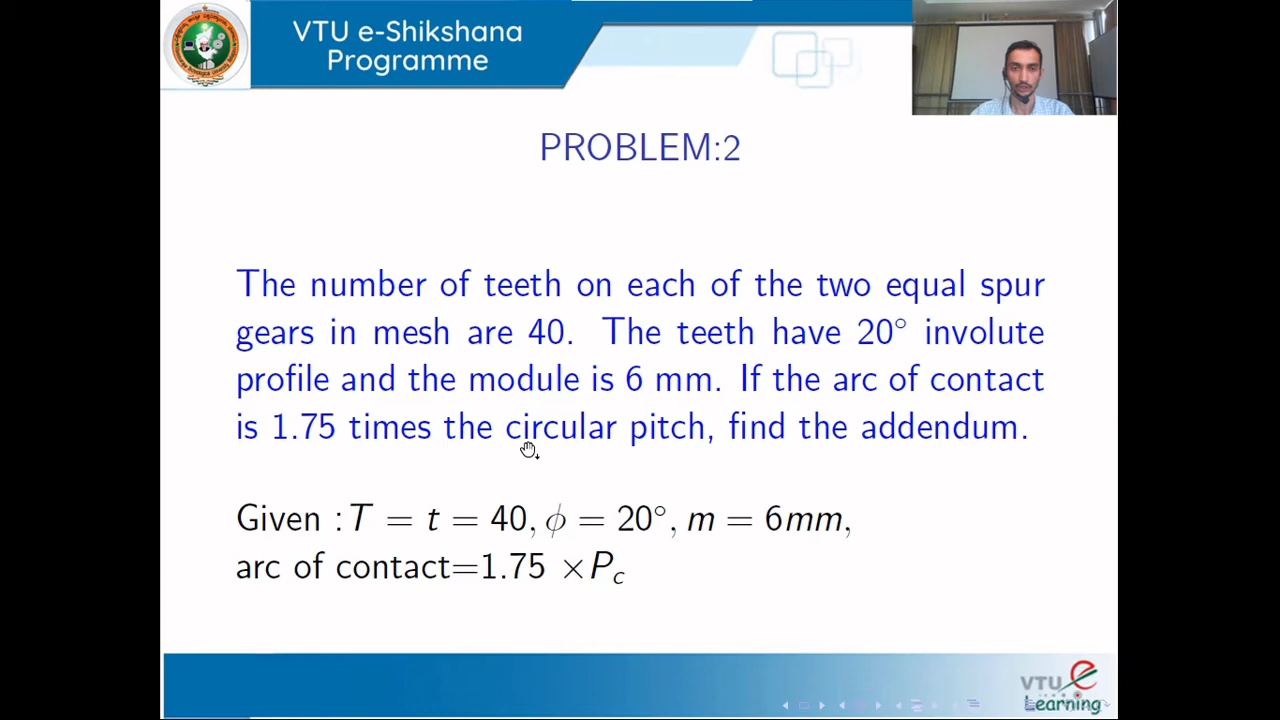 VTU e-Shikshana
Programme
PROBLEM:2
The number of teeth on each of the two equal spur
gears in mesh are 40. The teeth have 20° involute
profile and the module is 6 mm. If the arc of contact
is 1.75 times the circular pitch, find the addendum.
Given : T = t = 40, ϕ = 20°, m = 6mm,
arc of contact=1.75 ×P_c
VTU e
Learning